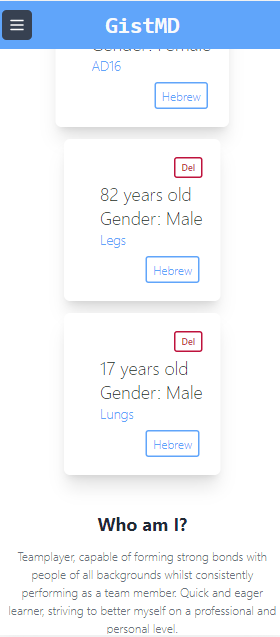 GistMD
Gender: Female
AD16
Hebrew
Del
82 years old
Gender: Male
Legs
Hebrew
Del
17 years old
Gender: Male
Lungs
Hebrew
Who am I?
Teamplayer, capable of forming strong bonds with
people of all backgrounds whilst consistently
performing as a team member. Quick and eager
learner, striving to better myself on a professional and
personal level.